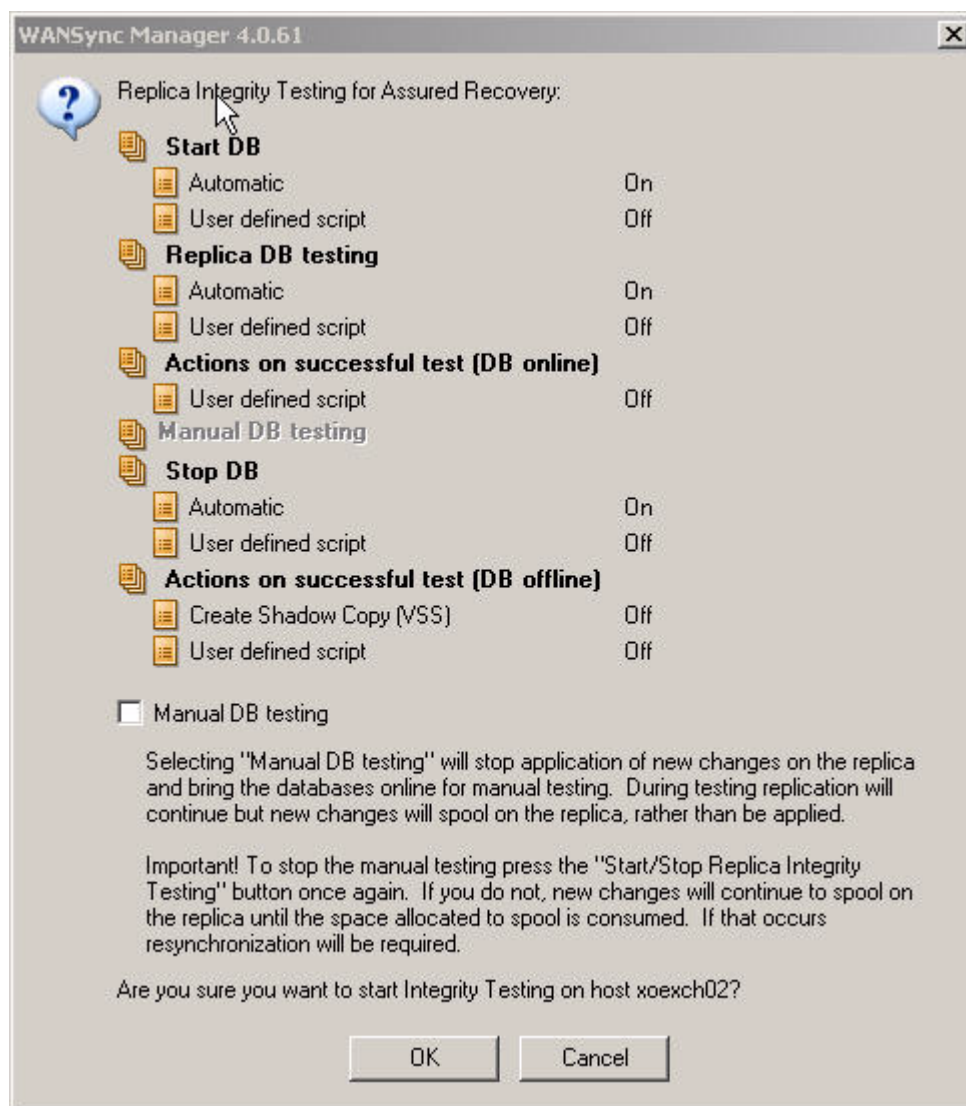 WANSync Manager 4.0.61
Replica Integrity Testing for Assured Recovery:
Start DB
Automatic On
User defined script Off
Replica DB testing
Automatic On
User defined script Off
Actions on successful test (DB online)
User defined script Off
Manual DB testing
Stop DB
Automatic On
User defined script Off
Actions on successful test (DB offline)
Create Shadow Copy (VSS) Off
User defined script Off
Manual DB testing
Selecting "Manual DB testing" will stop application of new changes on the replica
and bring the databases online for manual testing. During testing replication will
continue but new changes will spool on the replica, rather than be applied.
Important! To stop the manual testing press the "Start/Stop Replica Integrity
Testing" button once again. If you do not, new changes will continue to spool on
the replica until the space allocated to spool is consumed. If that occurs
resynchronization will be required.
Are you sure you want to start Integrity Testing on host xoexch02?
OK Cancel